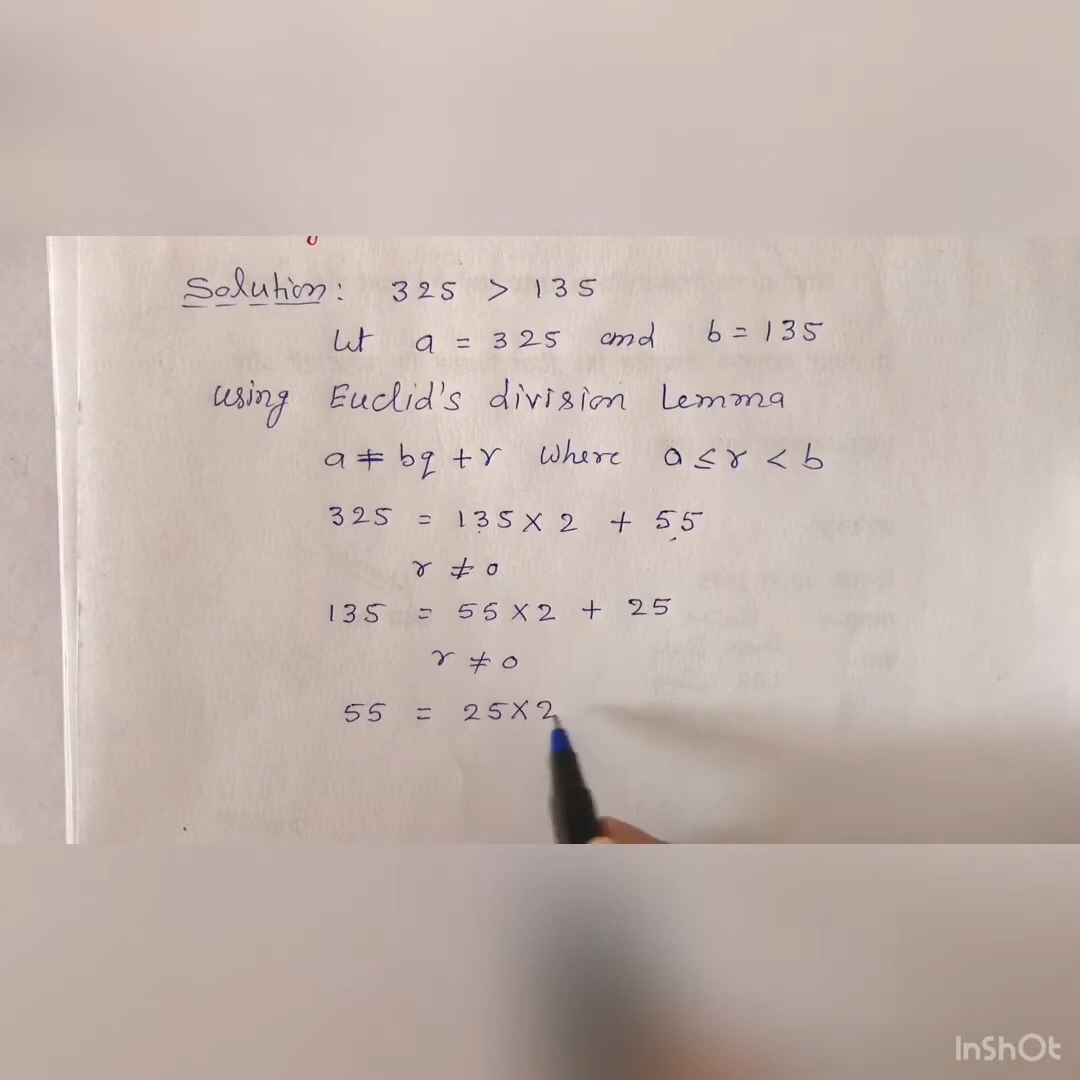 Solution: 325 > 135
Let a = 325 and b = 135
using Euclid's division Lemma
a ≠ bq + r where 0 ≤ r < b
325 = 135 × 2 + 55
r ≠ 0
135 = 55 × 2 + 25
r ≠ 0
55 = 25 × 2
InShOt